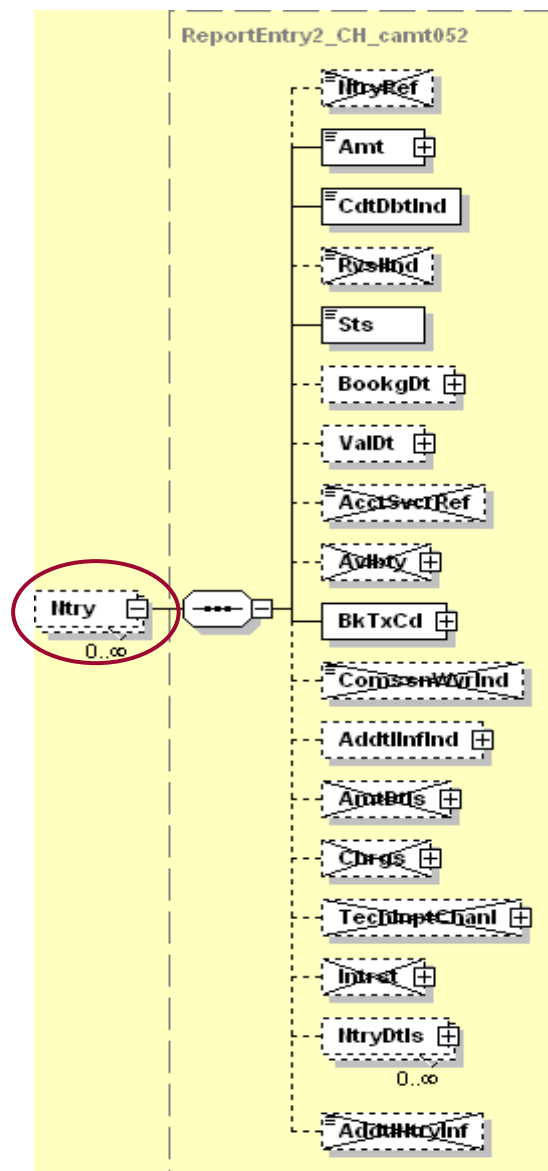 ReportEntry2_CH_camt052
NtryRef
Amt
CdtDbtInd
RvslInd
Sts
BookgDt
ValDt
AcctSvcrRef
Avlbty
Ntry
0..∞
BkTxCd
ComssnWvrInd
AddtlInfInd
AmtDtls
Chrgs
TechInptChanl
Intrst
NtryDtls
0..∞
AddtlNtryInf